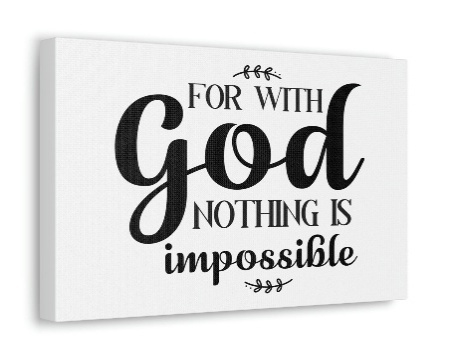 FOR WITH
God
NOTHING IS
impossible